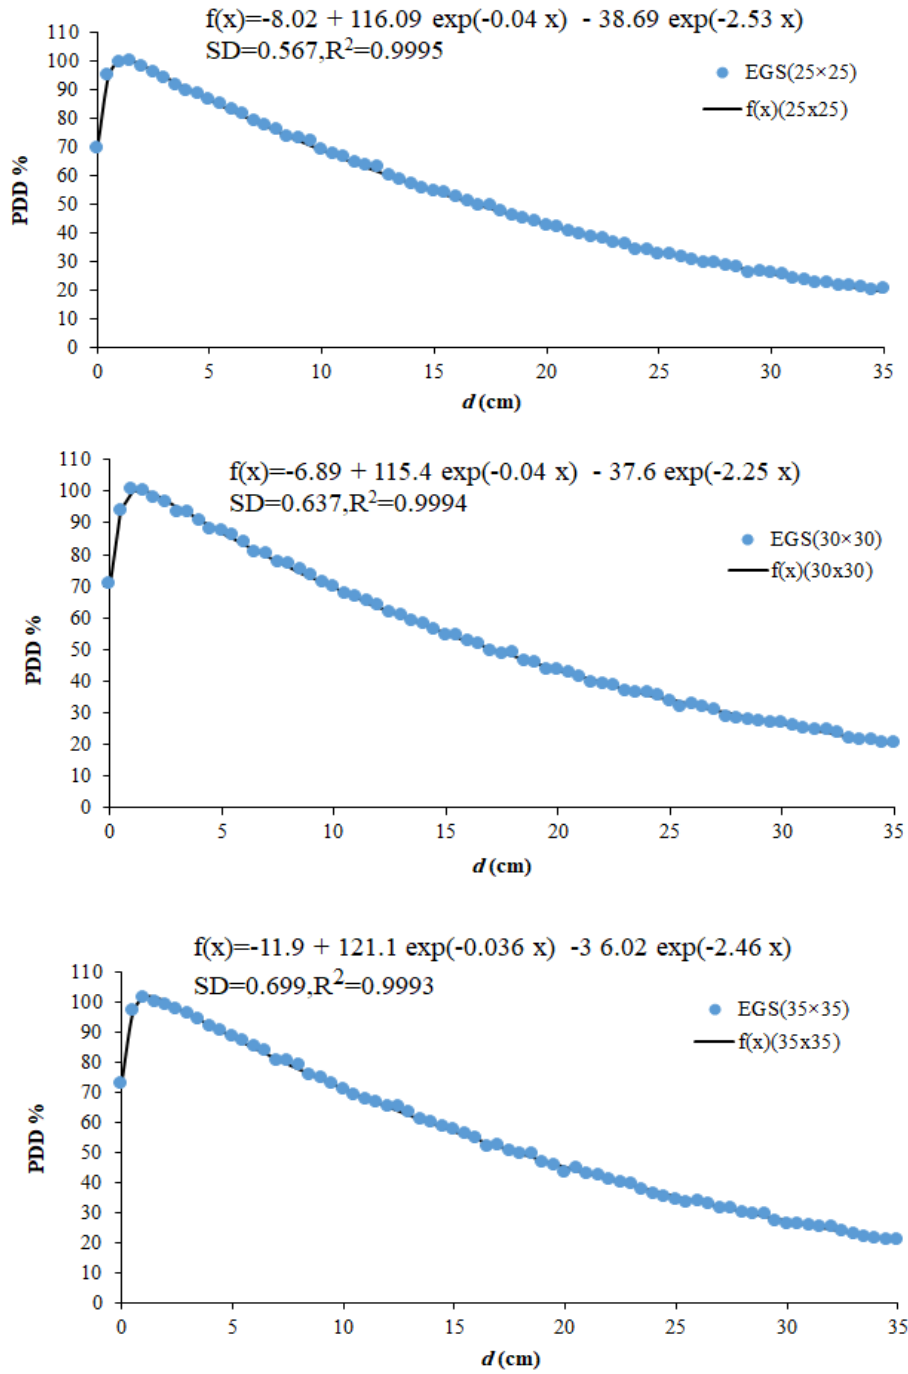 f(x)=-8.02 + 116.09 exp(-0.04 x) - 38.69 exp(-2.53 x)
SD=0.567,R²=0.9995
110
100
90
80
70
60
50
40
30
20
10
0
PDD %
EGS(25×25)
f(x)(25x25)
0 5 10 15 20 25 30 35
d (cm)
f(x)=-6.89 + 115.4 exp(-0.04 x) - 37.6 exp(-2.25 x)
SD=0.637,R²=0.9994
110
100
90
80
70
60
50
40
30
20
10
0
PDD %
EGS(30×30)
f(x)(30x30)
0 5 10 15 20 25 30 35
d (cm)
f(x)=-11.9 + 121.1 exp(-0.036 x) -3 6.02 exp(-2.46 x)
SD=0.699,R²=0.9993
110
100
90
80
70
60
50
40
30
20
10
0
PDD %
EGS(35×35)
f(x)(35x35)
0 5 10 15 20 25 30 35
d (cm)